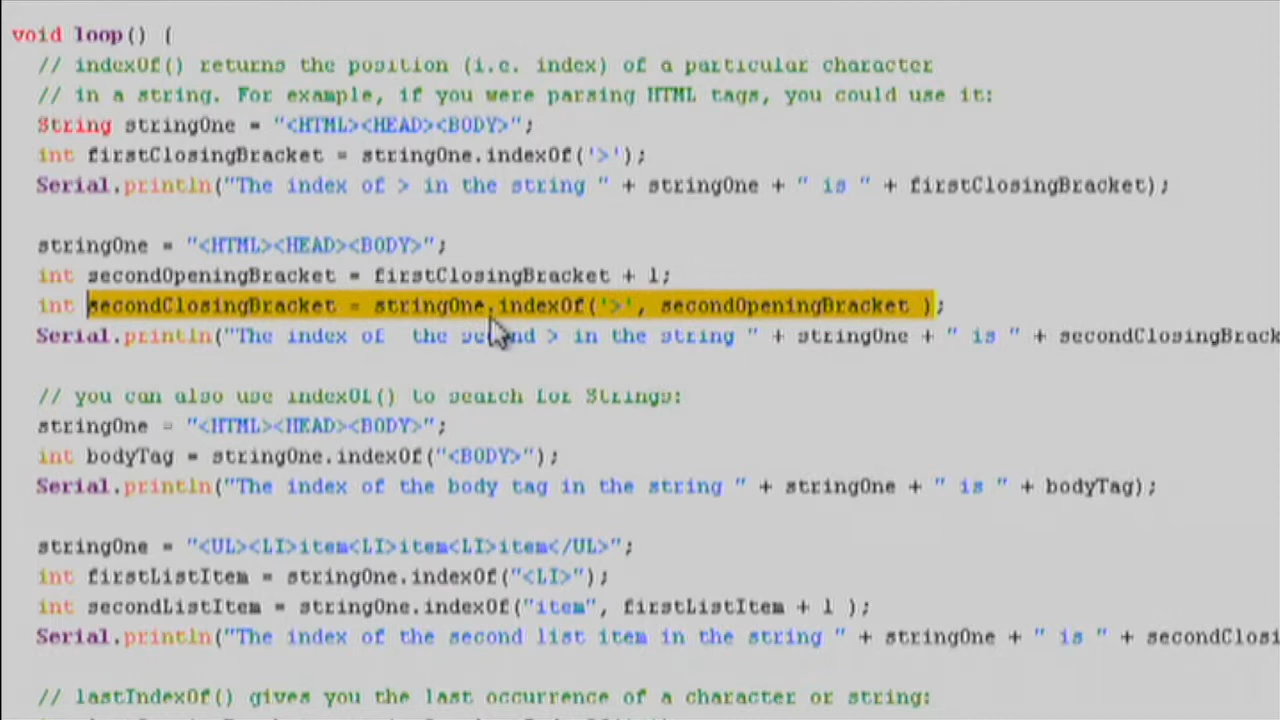 void loop() {
// indexOf() returns the position (i.e. index) of a particular character
// in a string. For example, if you were parsing HTML tags, you could use it:
String stringOne = "<HTML><HEAD><BODY>";
int firstClosingBracket = stringOne.indexOf('>');
Serial.println("The index of > in the string " + stringOne + " is " + firstClosingBracket);
stringOne = "<HTML><HEAD><BODY>";
int secondOpeningBracket = firstClosingBracket + 1;
int secondClosingBracket = stringOne.indexOf('>', secondOpeningBracket );
Serial.println("The index of  the second > in the string " + stringOne + " is " + secondClosingBrack
// you can also use indexOf() to search for Strings:
stringOne = "<HTML><HEAD><BODY>";
int bodyTag = stringOne.indexOf("<BODY>");
Serial.println("The index of the body tag in the string " + stringOne + " is " + bodyTag);
stringOne = "<UL><LI>item<LI>item<LI>item</UL>";
int firstListItem = stringOne.indexOf("<LI>");
int secondListItem = stringOne.indexOf("item", firstListItem + 1 );
Serial.println("The index of the second list item in the string " + stringOne + " is " + secondClosi
// lastIndexOf() gives you the last occurrence of a character or string: